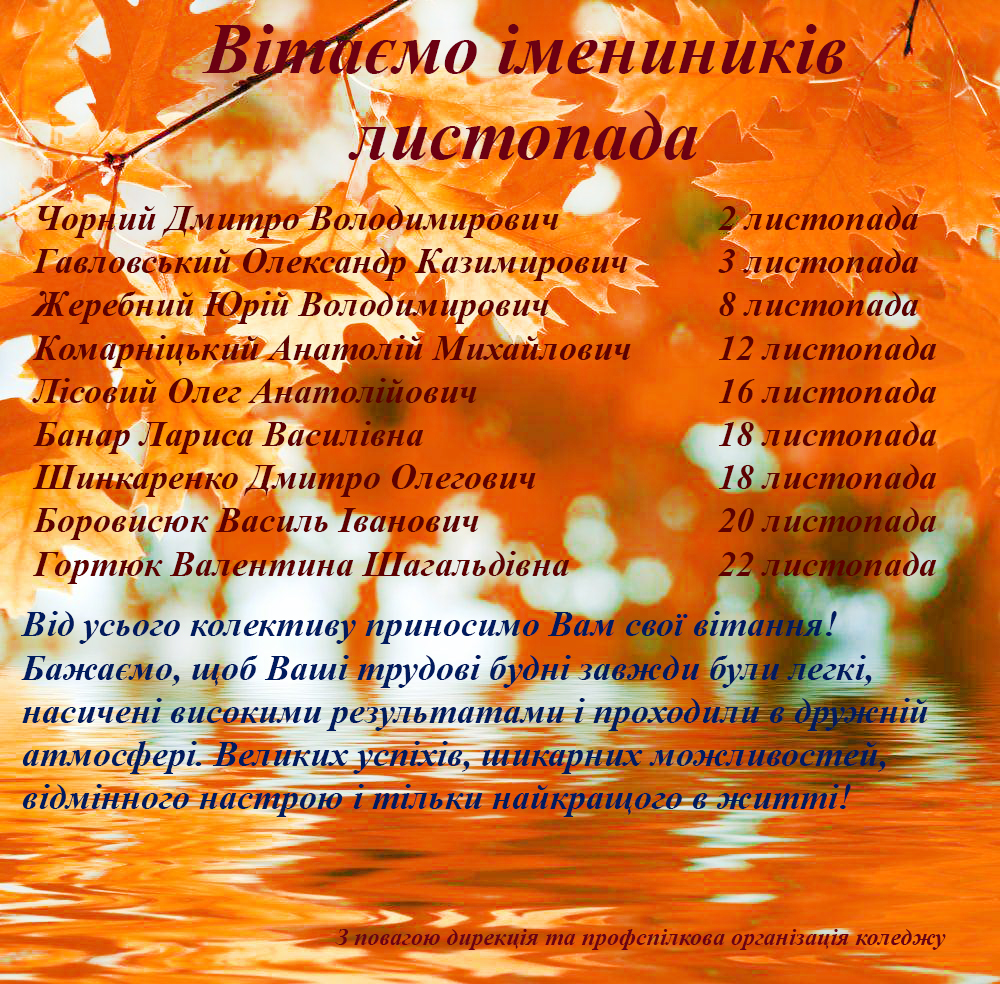 Вітаємо імениників
листопада
Чорний Дмитро Володимирович 2 листопада
Гавловський Олександр Казимирович 3 листопада
Жеребний Юрій Володимирович 8 листопада
Комарніцький Анатолій Михайлович 12 листопада
Лісовий Олег Анатолійович 16 листопада
Банар Лариса Василівна 18 листопада
Шинкаренко Дмитро Олегович 18 листопада
Боровисюк Василь Іванович 20 листопада
Гортюк Валентина Шагальдівна 22 листопада
Від усього колективу приносимо Вам свої вітання!
Бажаємо, щоб Ваші трудові будні завжди були легкі,
насичені високими результатами і проходили в дружній
атмосфері. Великих успіхів, шикарних можливостей,
відмінного настрою і тільки найкращого в житті!
З повагою дирекція та профспілкова організація коледжу